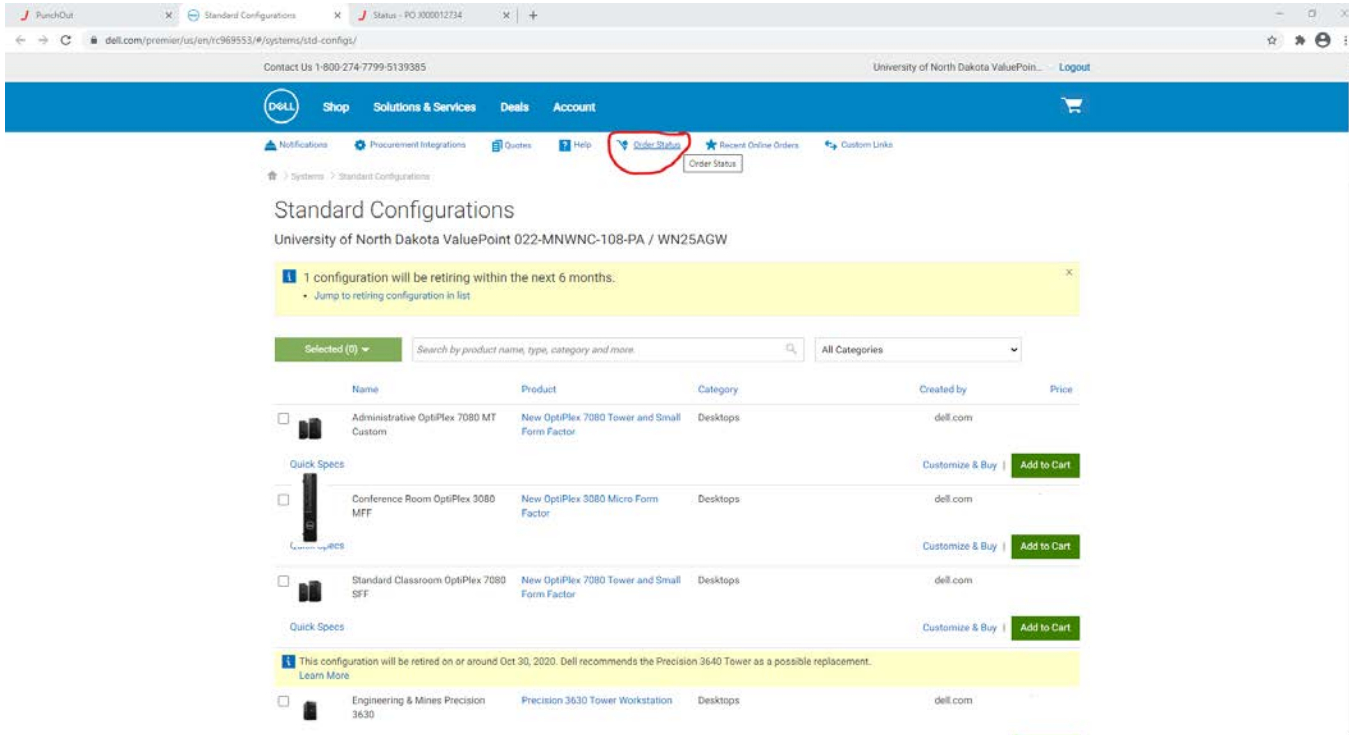 PunchOut
Standard Configurations
Status - PO J000012734
dell.com/premier/us/en/rc969553/#/systems/std-configs/
Contact Us 1-800-274-7799-5139385
University of North Dakota ValuePoin...
Logout
DELL
Shop
Solutions & Services
Deals
Account
Notifications
Procurement Integrations
Quotes
Help
Order Status
Recent Online Orders
Custom Links
Order Status
Systems
Standard Configurations
Standard Configurations
University of North Dakota ValuePoint 022-MNWNC-108-PA / WN25AGW
1 configuration will be retiring within the next 6 months.
Jump to retiring configuration in list
Selected (0)
Search by product name, type, category and more.
All Categories
Name
Product
Category
Created by
Price
Administrative OptiPlex 7080 MT
Custom
New OptiPlex 7080 Tower and Small
Form Factor
Desktops
dell.com
Quick Specs
Customize & Buy |
Add to Cart
Conference Room OptiPlex 3080
MFF
New OptiPlex 3080 Micro Form
Factor
Desktops
dell.com
Customize & Buy |
Add to Cart
Standard Classroom OptiPlex 7080
SFF
New OptiPlex 7080 Tower and Small
Form Factor
Desktops
dell.com
Quick Specs
Customize & Buy |
Add to Cart
This configuration will be retired on or around Oct 30, 2020. Dell recommends the Precision 3640 Tower as a possible replacement.
Learn More
Engineering & Mines Precision
3630
Precision 3630 Tower Workstation
Desktops
dell.com